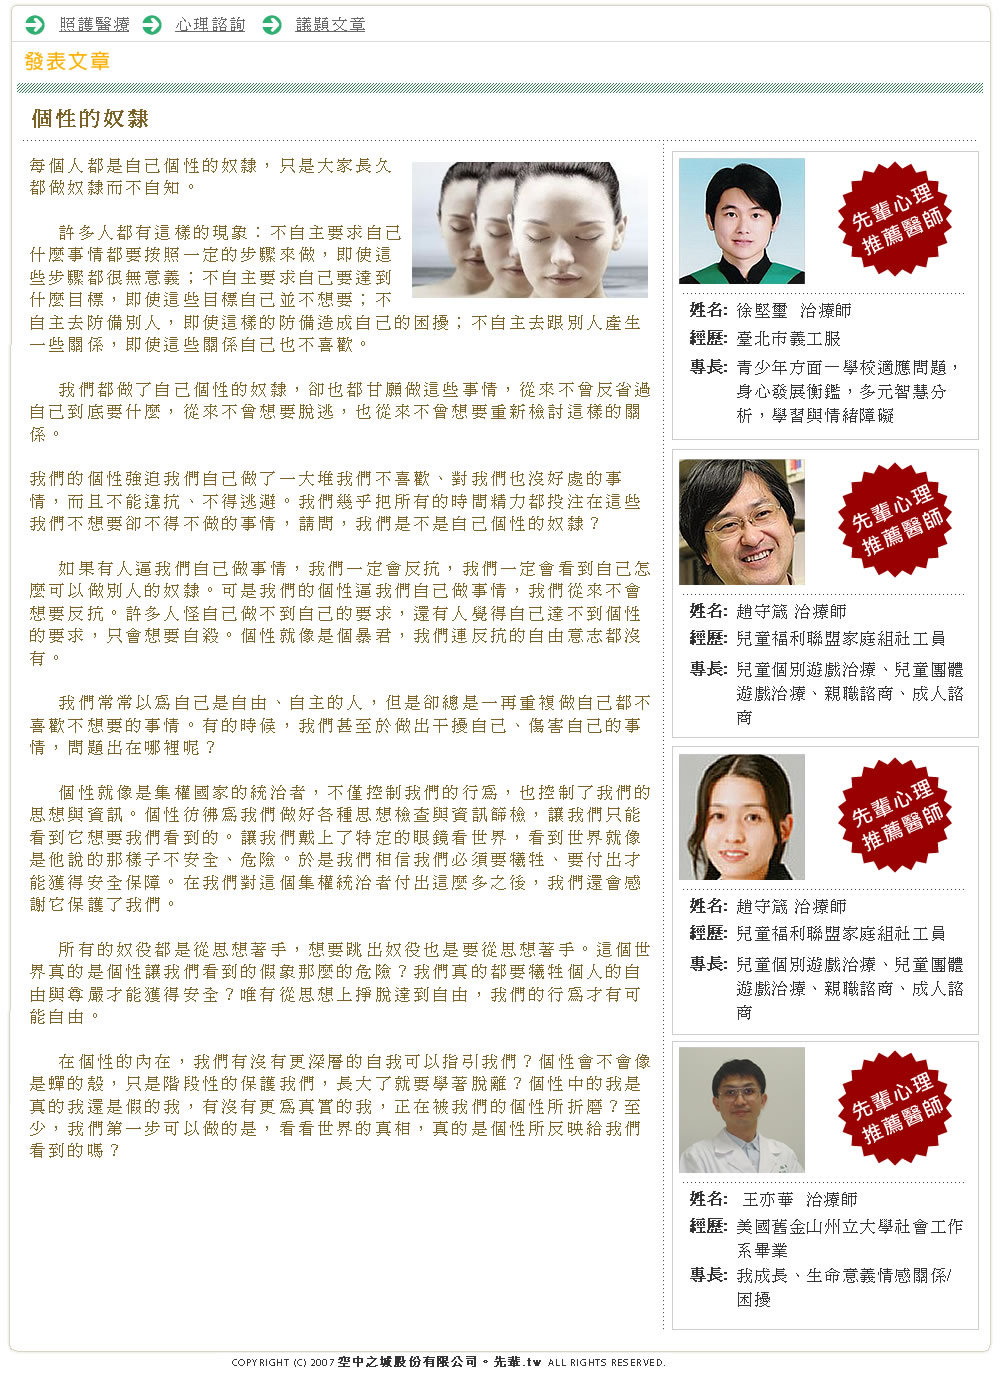 照護醫療 心理諮詢 議題文章
發表文章
個性的奴隸
每個人都是自己個性的奴隸，只是大家長久
都做奴隸而不自知。
許多人都有這樣的現象：不自主要求自己
什麼事情都要按照一定的步驟來做，即使這
些步驟都很無意義；不自主要求自己要達到
什麼目標，即使這些目標自己並不想要；不
自主去防備別人，即使這樣的防備造成自己的困擾；不自主去跟別人產生
一些關係，即使這些關係自己也不喜歡。
我們都做了自己個性的奴隸，卻也都甘願做這些事情，從來不曾反省過
自己到底要什麼，從來不曾想要脫逃，也從來不曾想要重新檢討這樣的關
係。
我們的個性強迫我們自己做了一大堆我們不喜歡、對我們也沒好處的事
情，而且不能違抗、不得逃避。我們幾乎把所有的時間精力都投注在這些
我們不想要卻不得不做的事情，請問，我們是不是自己個性的奴隸？
如果有人逼我們自己做事情，我們一定會反抗，我們一定會看到自己怎
麼可以做別人的奴隸。可是我們的個性逼我們自己做事情，我們從來不會
想要反抗。許多人怪自己做不到自己的要求，還有人覺得自己達不到個性
的要求，只會想要自殺。個性就像是個暴君，我們連反抗的自由意志都沒
有。
我們常常以為自己是自由、自主的人，但是卻總是一再重複做自己都不
喜歡不想要的事情。有的時候，我們甚至於做出干擾自己、傷害自己的事
情，問題出在哪裡呢？
個性就像是集權國家的統治者，不僅控制我們的行為，也控制了我們的
思想與資訊。個性彷彿為我們做好各種思想檢查與資訊篩檢，讓我們只能
看到它想要我們看到的。讓我們戴上了特定的眼鏡看世界，看到世界就像
是他說的那樣子不安全、危險。於是我們相信我們必須要犧牲、要付出才
能獲得安全保障。在我們對這個集權統治者付出這麼多之後，我們還會感
謝它保護了我們。
所有的奴役都是從思想著手，想要跳出奴役也是要從思想著手。這個世
界真的是個性讓我們看到的假象那麼的危險？我們真的都要犧牲個人的自
由與尊嚴才能獲得安全？唯有從思想上掙脫達到自由，我們的行為才有可
能自由。
在個性的內在，我們有沒有更深層的自我可以指引我們？個性會不會像
是蟬的殼，只是階段性的保護我們，長大了就要學著脫離？個性中的我是
真的我還是假的我，有沒有更為真實的我，正在被我們的個性所折磨？至
少，我們第一步可以做的是，看看世界的真相，真的是個性所反映給我們
看到的嗎？
先輩心理
推薦醫師
姓名: 徐堅璽 治療師
經歷: 臺北市義工服
專長: 青少年方面－學校適應問題，
身心發展衡鑑，多元智慧分
析，學習與情緒障礙
先輩心理
推薦醫師
姓名: 趙守箴 治療師
經歷: 兒童福利聯盟家庭組社工員
專長: 兒童個別遊戲治療、兒童團體
遊戲治療、親職諮商、成人諮
商
先輩心理
推薦醫師
姓名: 趙守箴 治療師
經歷: 兒童福利聯盟家庭組社工員
專長: 兒童個別遊戲治療、兒童團體
遊戲治療、親職諮商、成人諮
商
先輩心理
推薦醫師
姓名: 王亦華 治療師
經歷: 美國舊金山州立大學社會工作
系畢業
專長: 我成長、生命意義情感關係/
困擾
COPYRIGHT (C) 2007 空中之城股份有限公司。先輩.tw ALL RIGHTS RESERVED.